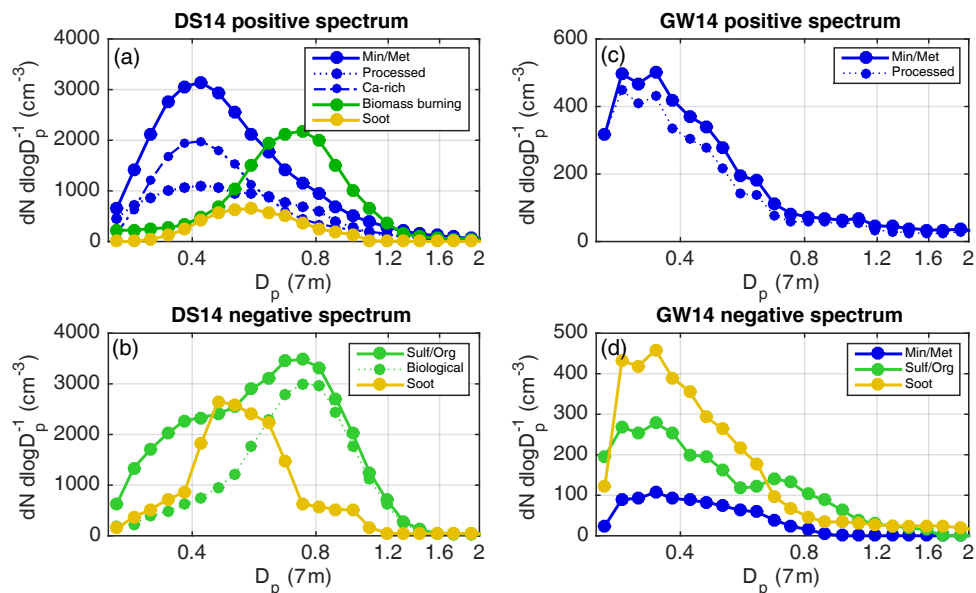 DS14 positive spectrum
4000
3000
2000
1000
0
dN dlogD_p^-1 (cm^-3)
(a)
Min/Met
Processed
Ca-rich
Biomass burning
Soot
0.4 0.8 1.2 1.6 2
D_p (7m)
GW14 positive spectrum
600
400
200
0
dN dlogD_p^-1 (cm^-3)
(c)
Min/Met
Processed
0.4 0.8 1.2 1.6 2
D_p (7m)
DS14 negative spectrum
4000
3000
2000
1000
0
dN dlogD_p^-1 (cm^-3)
(b)
Sulf/Org
Biological
Soot
0.4 0.8 1.2 1.6 2
D_p (7m)
GW14 negative spectrum
500
400
300
200
100
0
dN dlogD_p^-1 (cm^-3)
(d)
Min/Met
Sulf/Org
Soot
0.4 0.8 1.2 1.6 2
D_p (7m)